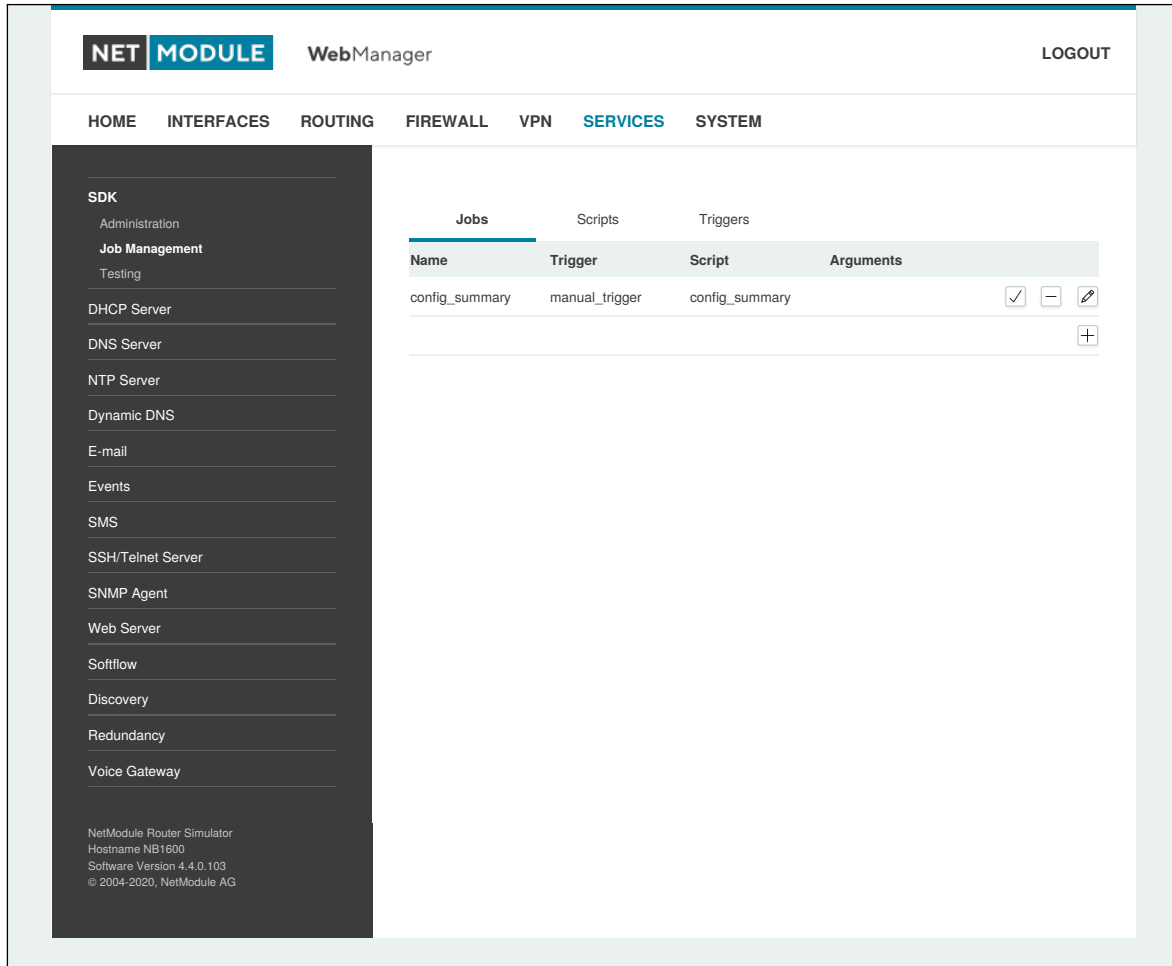 NET MODULE WebManager LOGOUT
HOME INTERFACES ROUTING FIREWALL VPN SERVICES SYSTEM
SDK
Administration
Job Management
Testing
DHCP Server
DNS Server
NTP Server
Dynamic DNS
E-mail
Events
SMS
SSH/Telnet Server
SNMP Agent
Web Server
Softflow
Discovery
Redundancy
Voice Gateway
NetModule Router Simulator
Hostname NB1600
Software Version 4.4.0.103
© 2004-2020, NetModule AG
Jobs Scripts Triggers
Name Trigger Script Arguments
config_summary manual_trigger config_summary